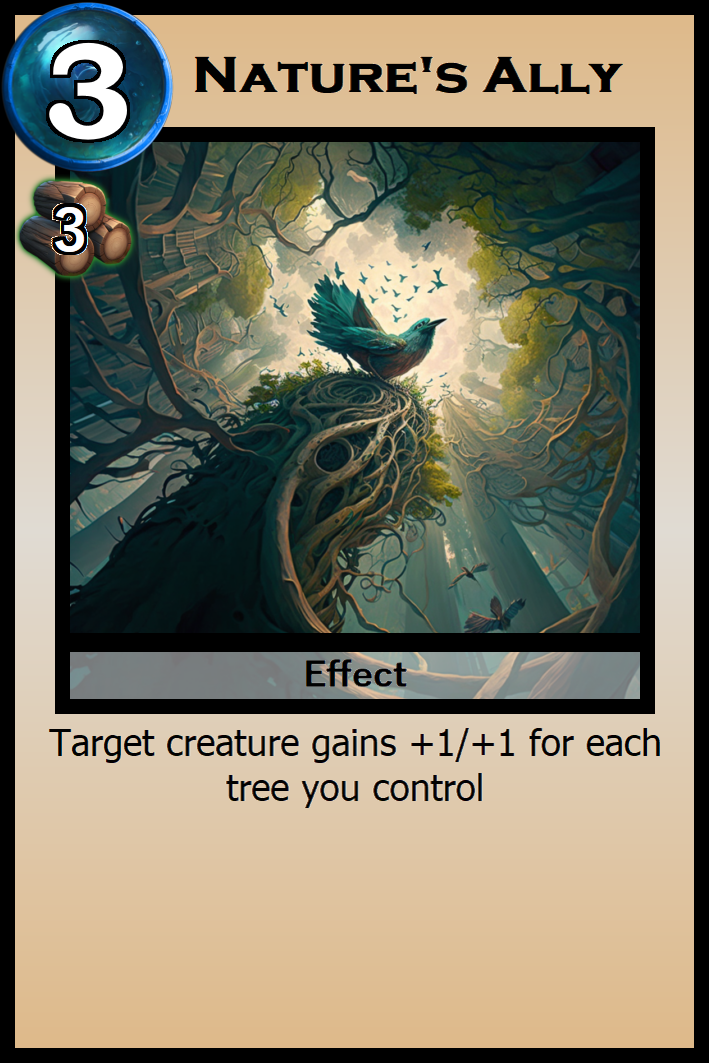 3
Nature's Ally
3
Effect
Target creature gains +1/+1 for each
tree you control